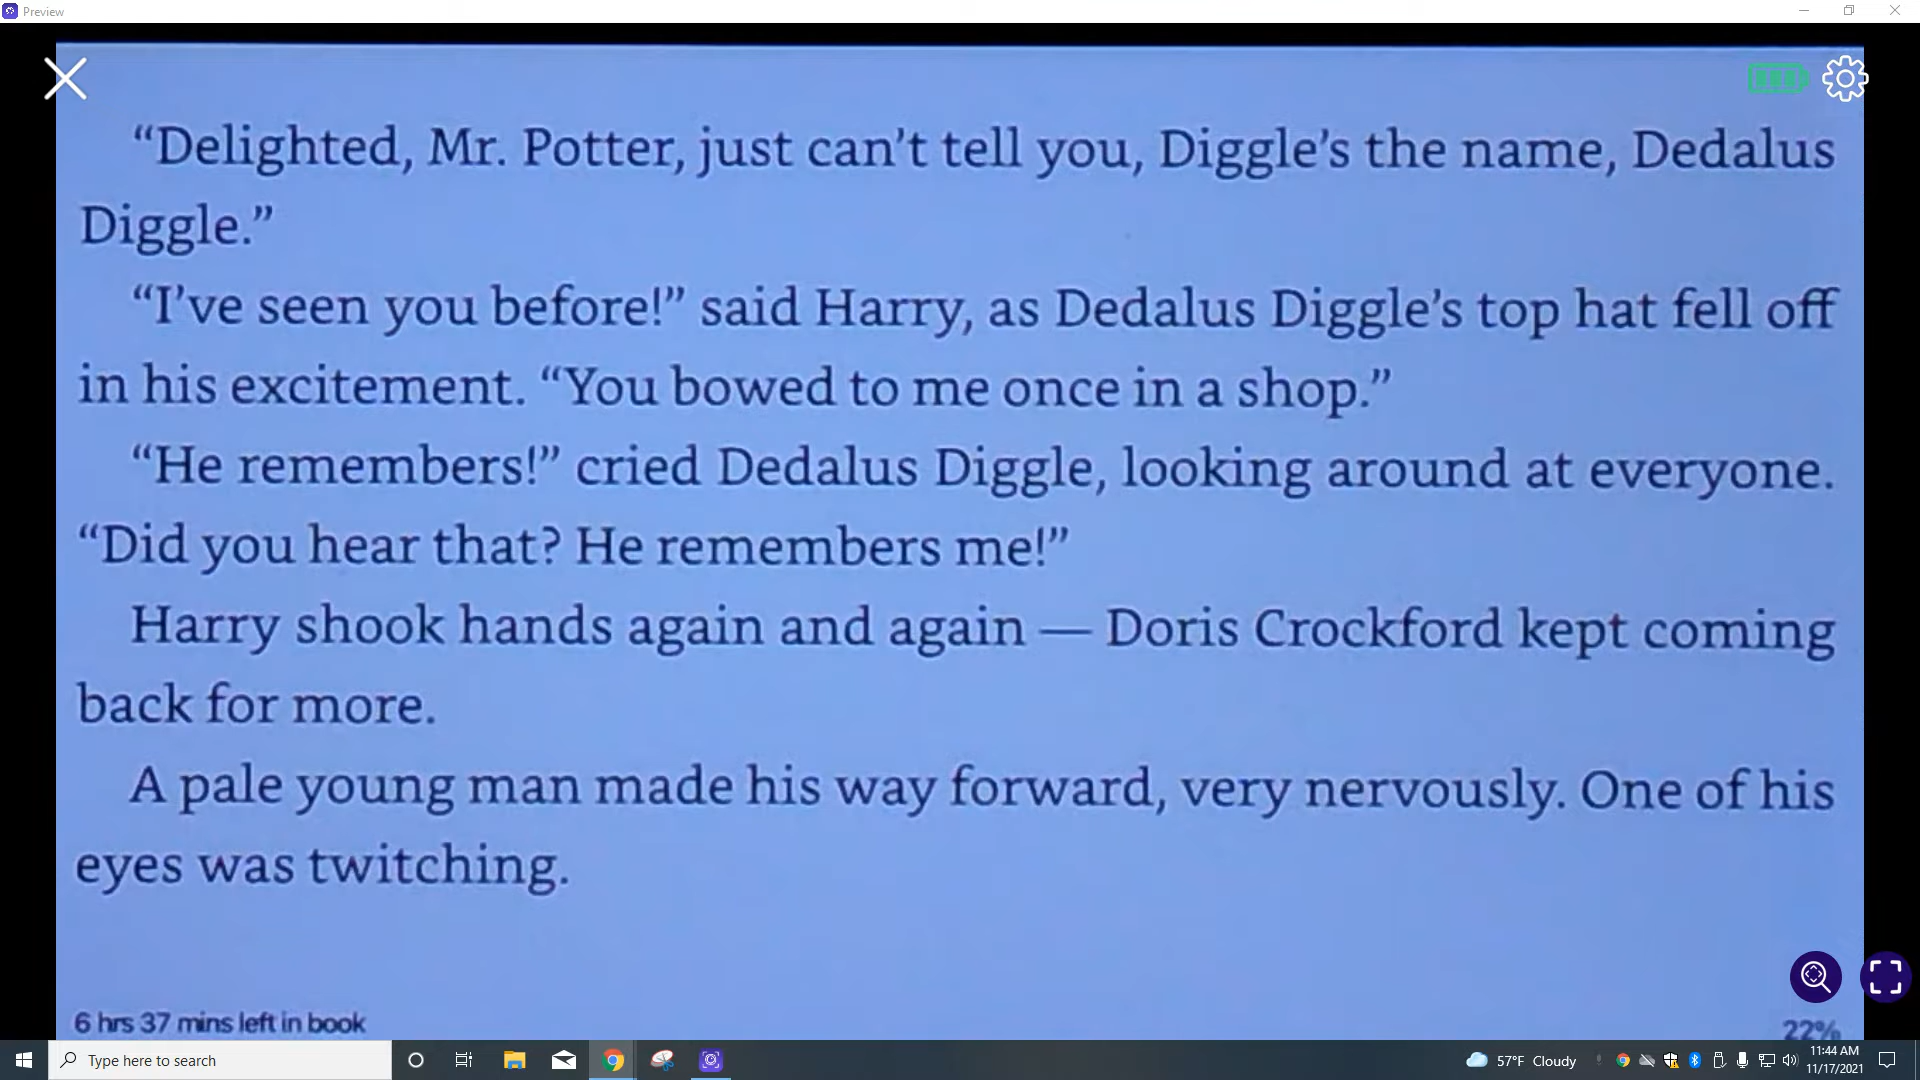 Preview
“Delighted, Mr. Potter, just can’t tell you, Diggle’s the name, Dedalus
Diggle.”
“I’ve seen you before!” said Harry, as Dedalus Diggle’s top hat fell off
in his excitement. “You bowed to me once in a shop.”
“He remembers!” cried Dedalus Diggle, looking around at everyone.
“Did you hear that? He remembers me!”
Harry shook hands again and again — Doris Crockford kept coming
back for more.
A pale young man made his way forward, very nervously. One of his
eyes was twitching.
6 hrs 37 mins left in book
22%
Type here to search
57°F Cloudy
11:44 AM
11/17/2021